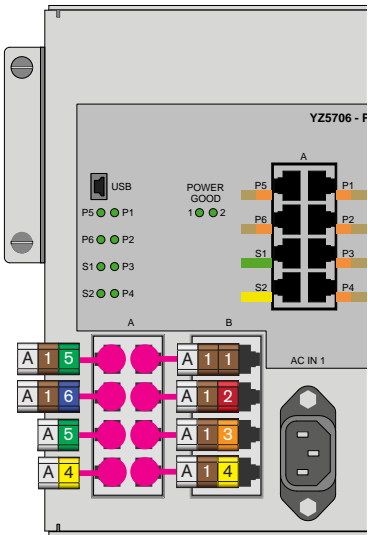 YZ5706 - F
A
USB
POWER
GOOD
1 2
P5 P1
P6 P2
S1 P3
S2 P4
P5 P1
P6 P2
S1 P3
S2 P4
A B
AC IN 1
A 1 5 A 1 1
A 1 6 A 1 2
A 5 A 1 3
A 4 A 1 4